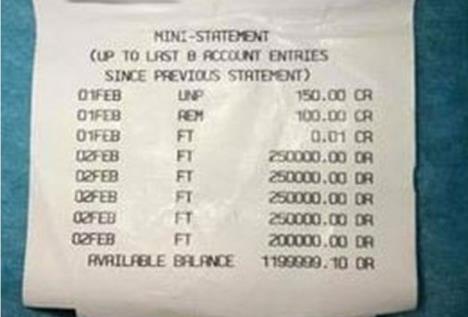 MINI-STATEMENT
(UP TO LAST 8 ACCOUNT ENTRIES
SINCE PREVIOUS STATEMENT)
01FEB UNP 150.00 CR
01FEB REM 100.00 CR
01FEB FT 0.01 CR
02FEB FT 250000.00 DR
02FEB FT 250000.00 DR
02FEB FT 250000.00 DR
02FEB FT 250000.00 DR
02FEB FT 200000.00 DR
AVAILABLE BALANCE 1199999.10 DR